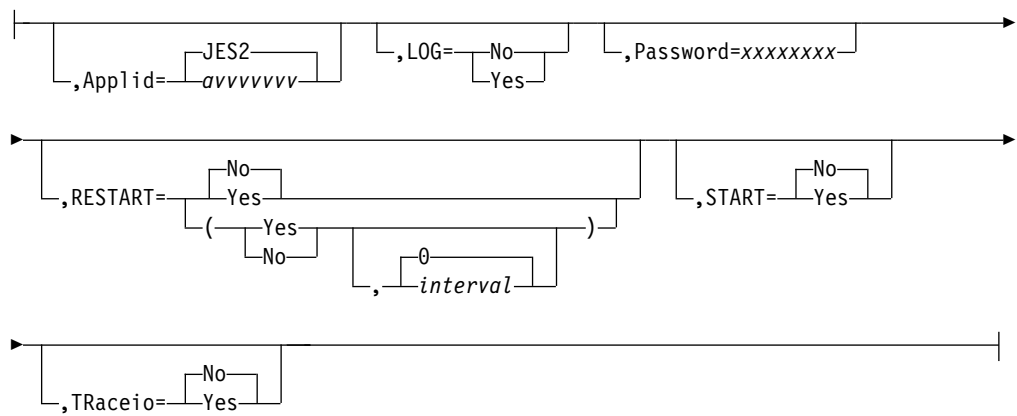 JES2
,Applid= avvvvvvv
,LOG= No
Yes
,Password=xxxxxxxx
No
,RESTART= Yes
( Yes )
No
0
, interval
No
,START= Yes
No
,TRaceio= Yes